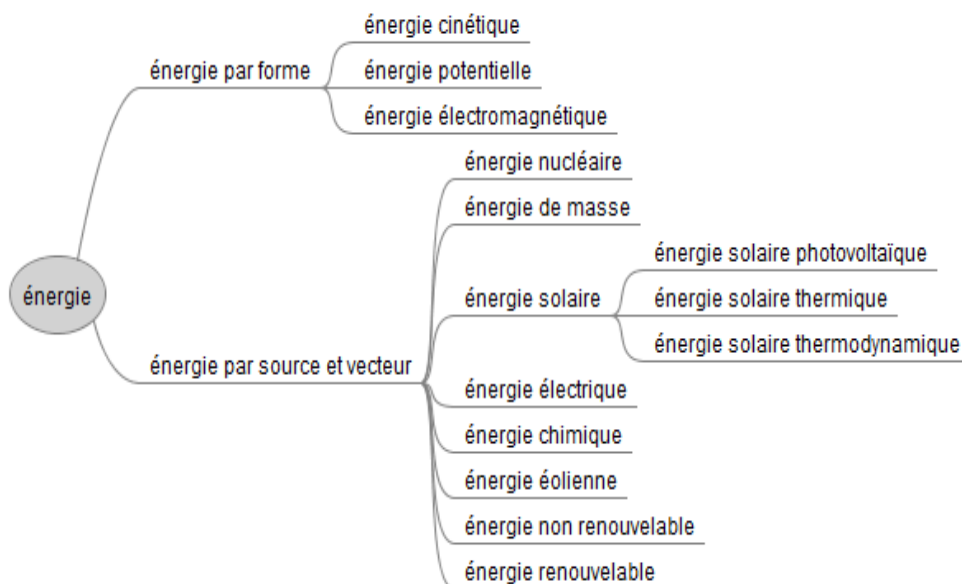 énergie
énergie par forme
énergie cinétique
énergie potentielle
énergie électromagnétique
énergie par source et vecteur
énergie nucléaire
énergie de masse
énergie solaire
énergie solaire photovoltaïque
énergie solaire thermique
énergie solaire thermodynamique
énergie électrique
énergie chimique
énergie éolienne
énergie non renouvelable
énergie renouvelable